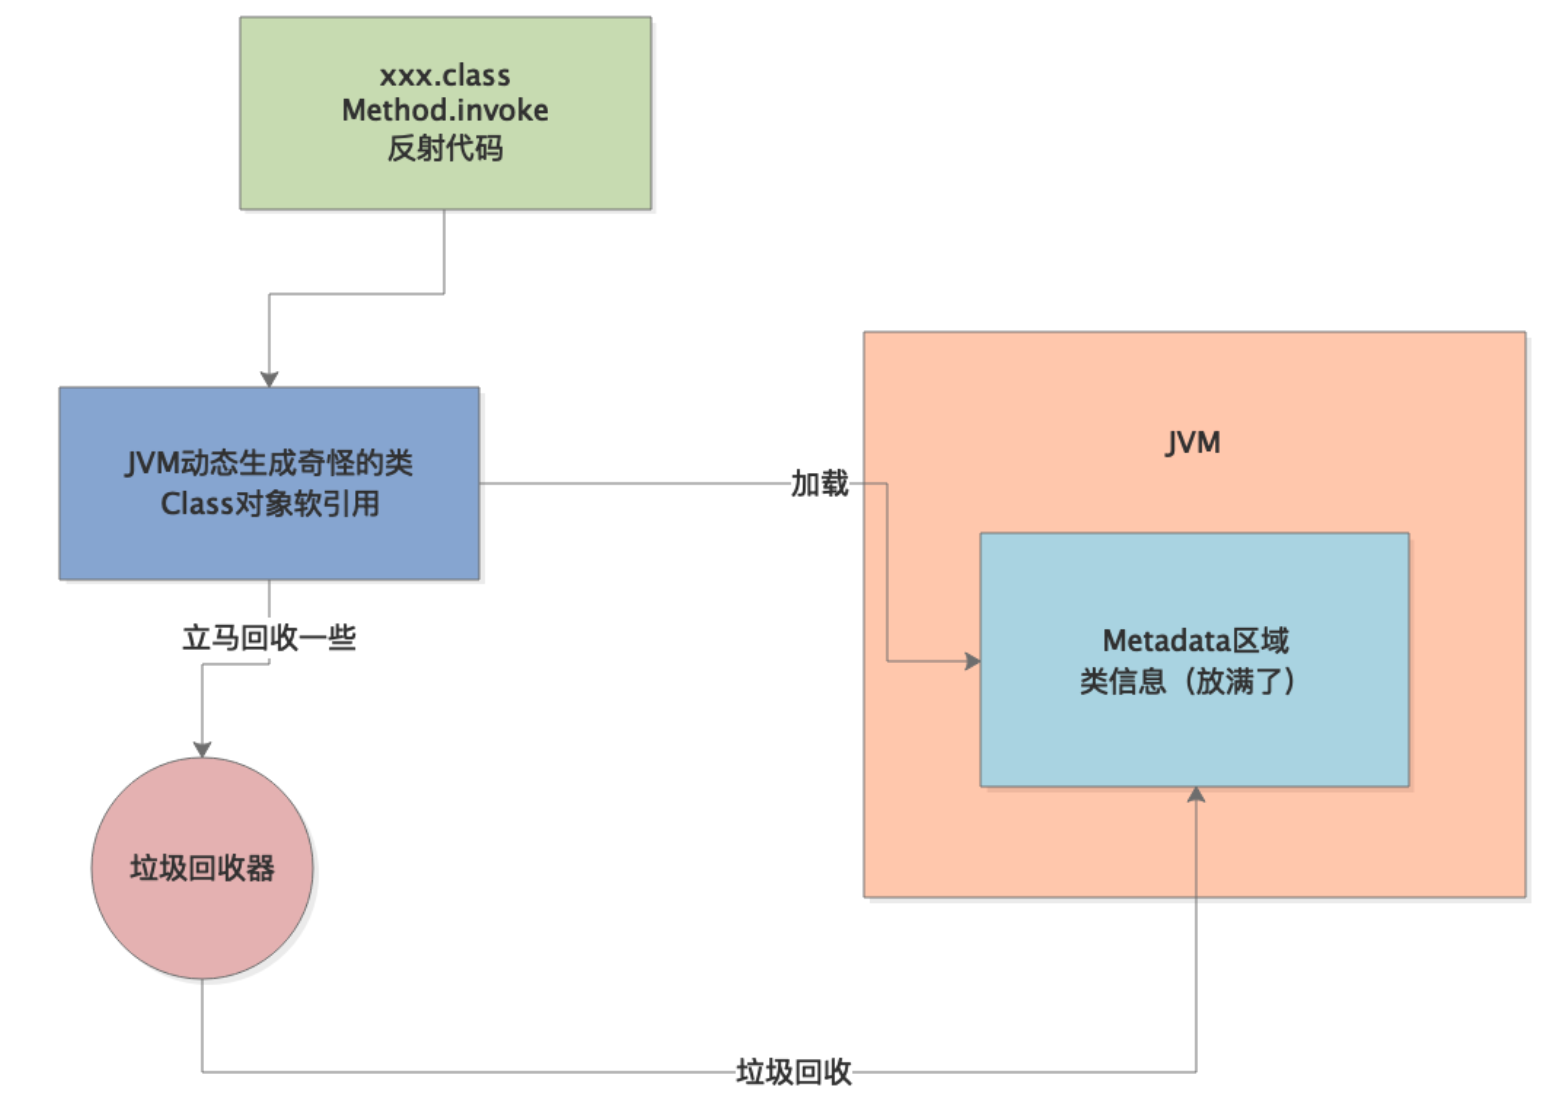 xxx.class
Method.invoke
反射代码
JVM动态生成奇怪的类
Class对象软引用
加载
JVM
Metadata区域
类信息（放满了）
立马回收一些
垃圾回收器
垃圾回收